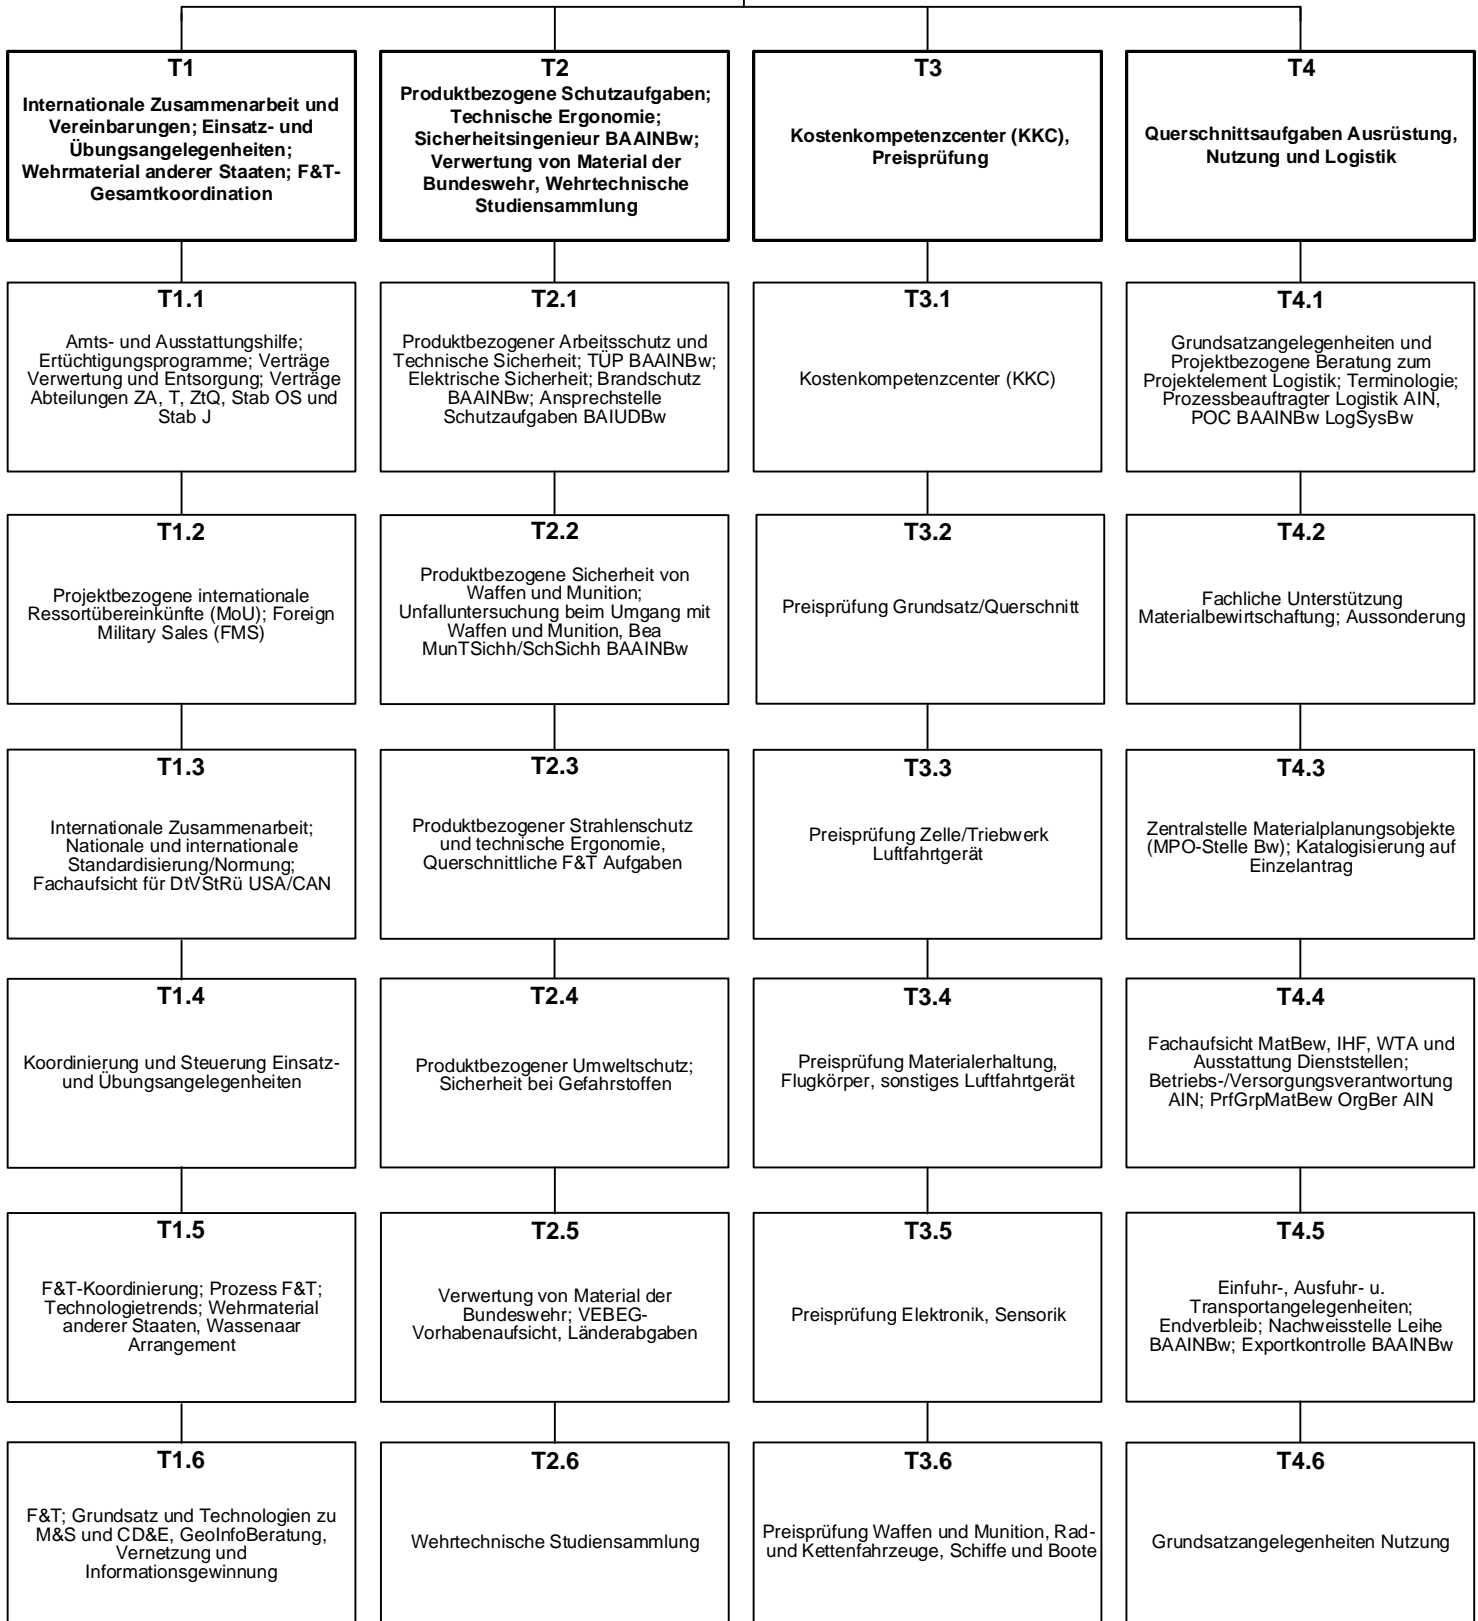 T1
Internationale Zusammenarbeit und
Vereinbarungen; Einsatz- und
Übungsangelegenheiten;
Wehrmaterial anderer Staaten; F&T-
Gesamtkoordination
T2
Produktbezogene Schutzaufgaben;
Technische Ergonomie;
Sicherheitsingenieur BAAINBw;
Verwertung von Material der
Bundeswehr, Wehrtechnische
Studiensammlung
T3
Kostenkompetenzcenter (KKC),
Preisprüfung
T4
Querschnittsaufgaben Ausrüstung,
Nutzung und Logistik
T1.1
Amts- und Ausstattungshilfe;
Ertüchtigungsprogramme; Verträge
Verwertung und Entsorgung; Verträge
Abteilungen ZA, T, ZtQ, Stab OS und
Stab J
T2.1
Produktbezogener Arbeitsschutz und
Technische Sicherheit; TÜP BAAINBw;
Elektrische Sicherheit; Brandschutz
BAAINBw; Ansprechstelle
Schutzaufgaben BAIUDBw
T3.1
Kostenkompetenzcenter (KKC)
T4.1
Grundsatzangelegenheiten und
Projektbezogene Beratung zum
Projektelement Logistik; Terminologie;
Prozessbeauftragter Logistik AIN,
POC BAAINBw LogSysBw
T1.2
Projektbezogene internationale
Ressortübereinkünfte (MoU); Foreign
Military Sales (FMS)
T2.2
Produktbezogene Sicherheit von
Waffen und Munition;
Unfalluntersuchung beim Umgang mit
Waffen und Munition, Bea
MunTSichh/SchSichh BAAINBw
T3.2
Preisprüfung Grundsatz/Querschnitt
T4.2
Fachliche Unterstützung
Materialbewirtschaftung; Aussonderung
T1.3
Internationale Zusammenarbeit;
Nationale und internationale
Standardisierung/Normung;
Fachaufsicht für DtVStRü USA/CAN
T2.3
Produktbezogener Strahlenschutz
und technische Ergonomie,
Querschnittliche F&T Aufgaben
T3.3
Preisprüfung Zelle/Triebwerk
Luftfahrtgerät
T4.3
Zentralstelle Materialplanungsobjekte
(MPO-Stelle Bw); Katalogisierung auf
Einzelantrag
T1.4
Koordinierung und Steuerung Einsatz-
und Übungsangelegenheiten
T2.4
Produktbezogener Umweltschutz;
Sicherheit bei Gefahrstoffen
T3.4
Preisprüfung Materialerhaltung,
Flugkörper, sonstiges Luftfahrtgerät
T4.4
Fachaufsicht MatBew, IHF, WTA und
Ausstattung Dienststellen;
Betriebs-/Versorgungsverantwortung
AIN; PrfGrpMatBew OrgBer AIN
T1.5
F&T-Koordinierung; Prozess F&T;
Technologietrends; Wehrmaterial
anderer Staaten, Wassenaar
Arrangement
T2.5
Verwertung von Material der
Bundeswehr; VEBEG-
Vorhabenaufsicht, Länderabgaben
T3.5
Preisprüfung Elektronik, Sensorik
T4.5
Einfuhr-, Ausfuhr- u.
Transportangelegenheiten;
Endverbleib; Nachweisstelle Leihe
BAAINBw; Exportkontrolle BAAINBw
T1.6
F&T; Grundsatz und Technologien zu
M&S und CD&E, GeoInfoBeratung,
Vernetzung und
Informationsgewinnung
T2.6
Wehrtechnische Studiensammlung
T3.6
Preisprüfung Waffen und Munition, Rad-
und Kettenfahrzeuge, Schiffe und Boote
T4.6
Grundsatzangelegenheiten Nutzung